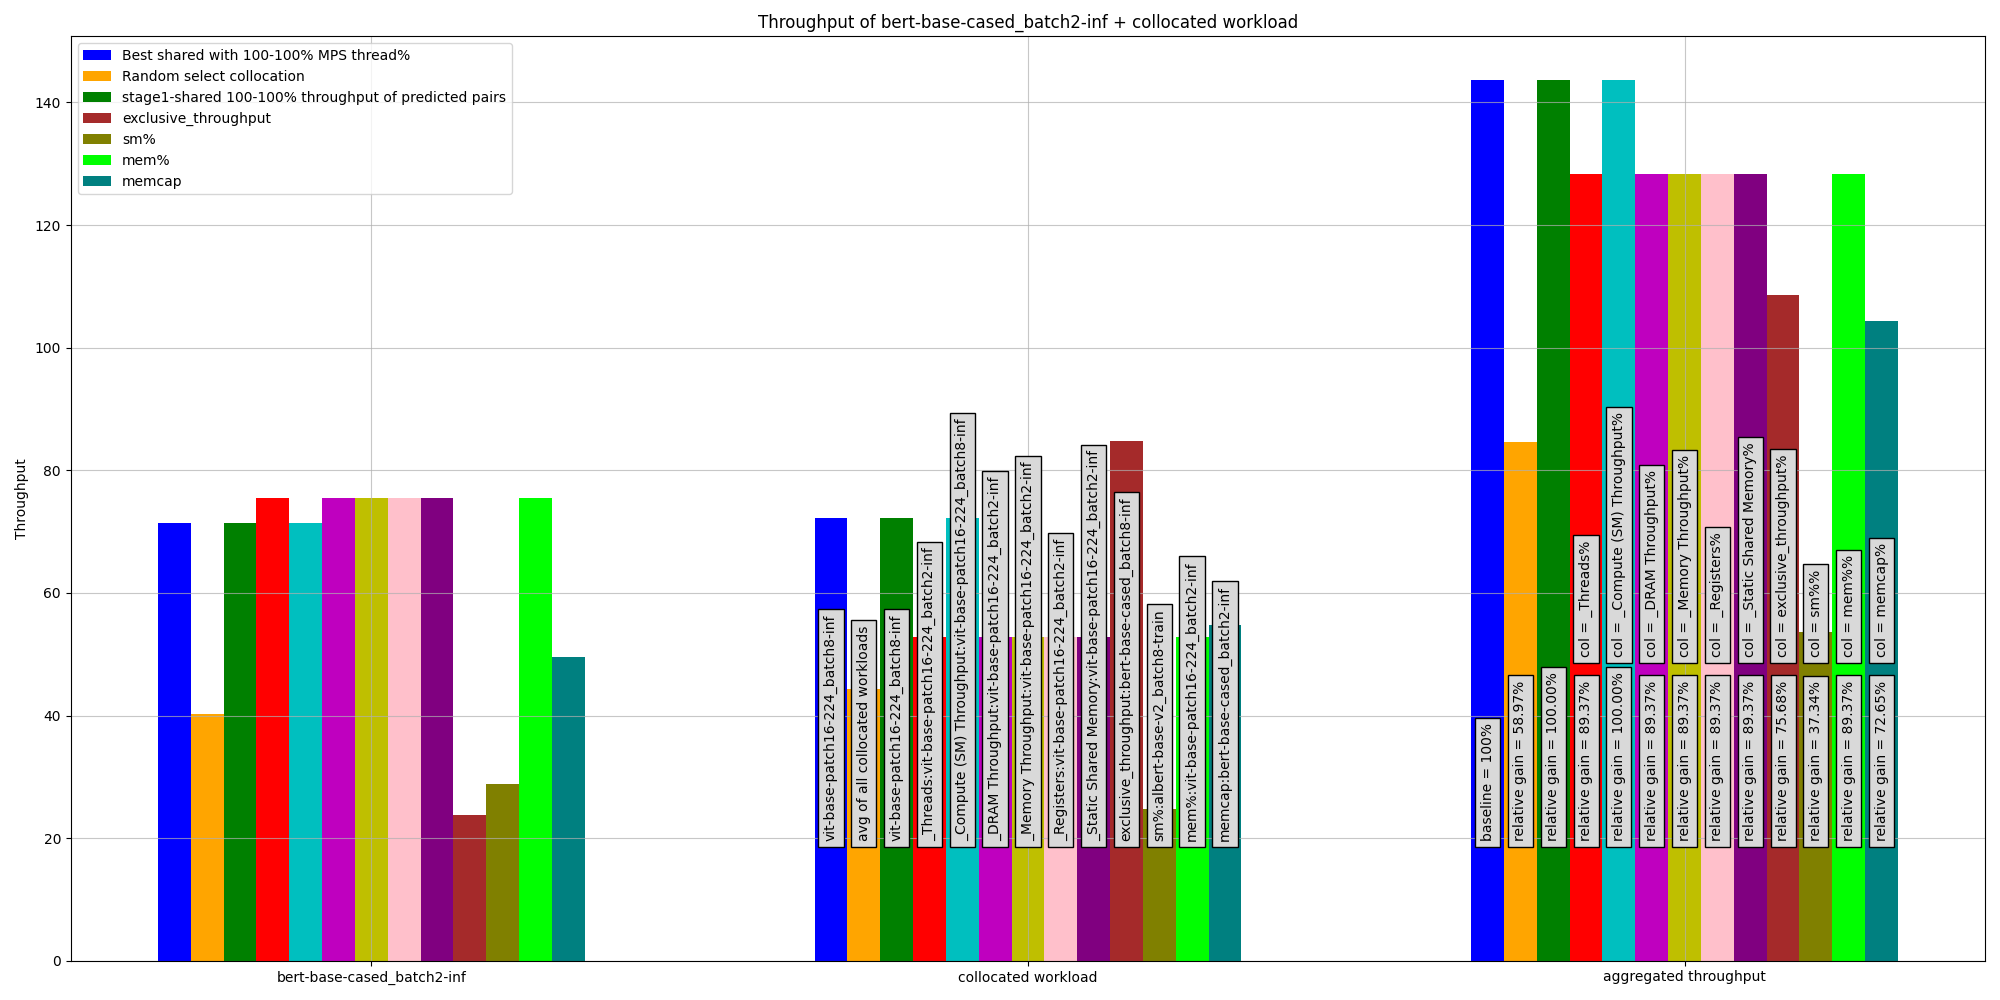 Throughput of bert-base-cased_batch2-inf + collocated workload
Best shared with 100-100% MPS thread%
Random select collocation
stage1-shared 100-100% throughput of predicted pairs
exclusive_throughput
sm%
mem%
memcap
Throughput
140
120
100
80
60
40
20
0
vit-base-patch16-224_batch8-inf
avg of all collocated workloads
vit-base-patch16-224_batch8-inf
_Threads:vit-base-patch16-224_batch2-inf
_Compute (SM) Throughput:vit-base-patch16-224_batch8-inf
_DRAM Throughput:vit-base-patch16-224_batch2-inf
_Memory Throughput:vit-base-patch16-224_batch2-inf
_Registers:vit-base-patch16-224_batch2-inf
_Static Shared Memory:vit-base-patch16-224_batch2-inf
exclusive_throughput:bert-base-cased_batch8-inf
sm%:albert-base-v2_batch8-train
mem%:vit-base-patch16-224_batch2-inf
memcap:bert-base-cased_batch2-inf
col = _Threads%
col = _Compute (SM) Throughput%
col = _DRAM Throughput%
col = _Memory Throughput%
col = _Registers%
col = _Static Shared Memory%
col = exclusive_throughput%
col = sm%%
col = mem%%
col = memcap%
baseline = 100%
relative gain = 58.97%
relative gain = 100.00%
relative gain = 89.37%
relative gain = 100.00%
relative gain = 89.37%
relative gain = 89.37%
relative gain = 89.37%
relative gain = 89.37%
relative gain = 75.68%
relative gain = 37.34%
relative gain = 89.37%
relative gain = 72.65%
bert-base-cased_batch2-inf
collocated workload
aggregated throughput